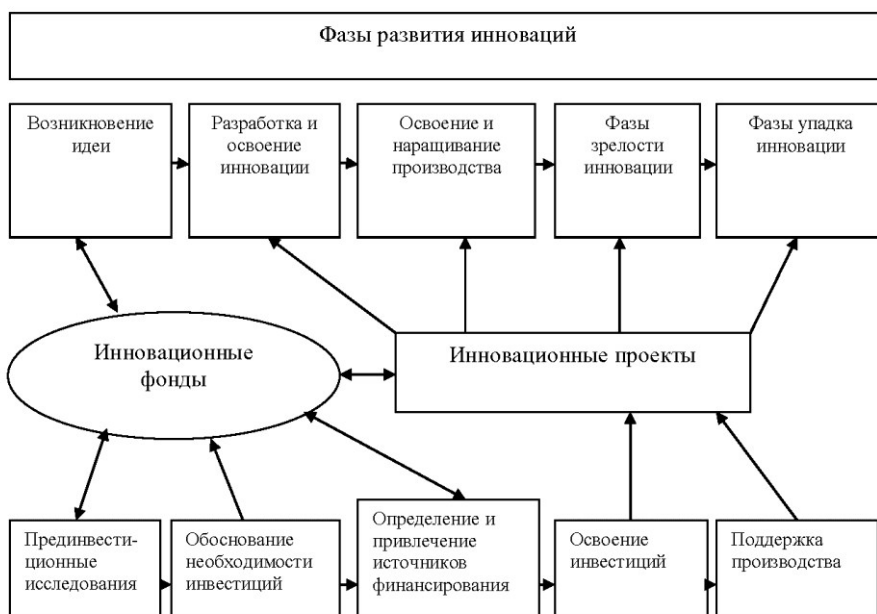 Фазы развития инноваций
Возникновение
идеи
Разработка и
освоение
инновации
Освоение и
наращивание
производства
Фазы
зрелости
инновации
Фазы упадка
инновации
Инновационные
фонды
Инновационные проекты
Прединвести-
ционные
исследования
Обоснование
необходимости
инвестиций
Определение и
привлечение
источников
финансирования
Освоение
инвестиций
Поддержка
производства